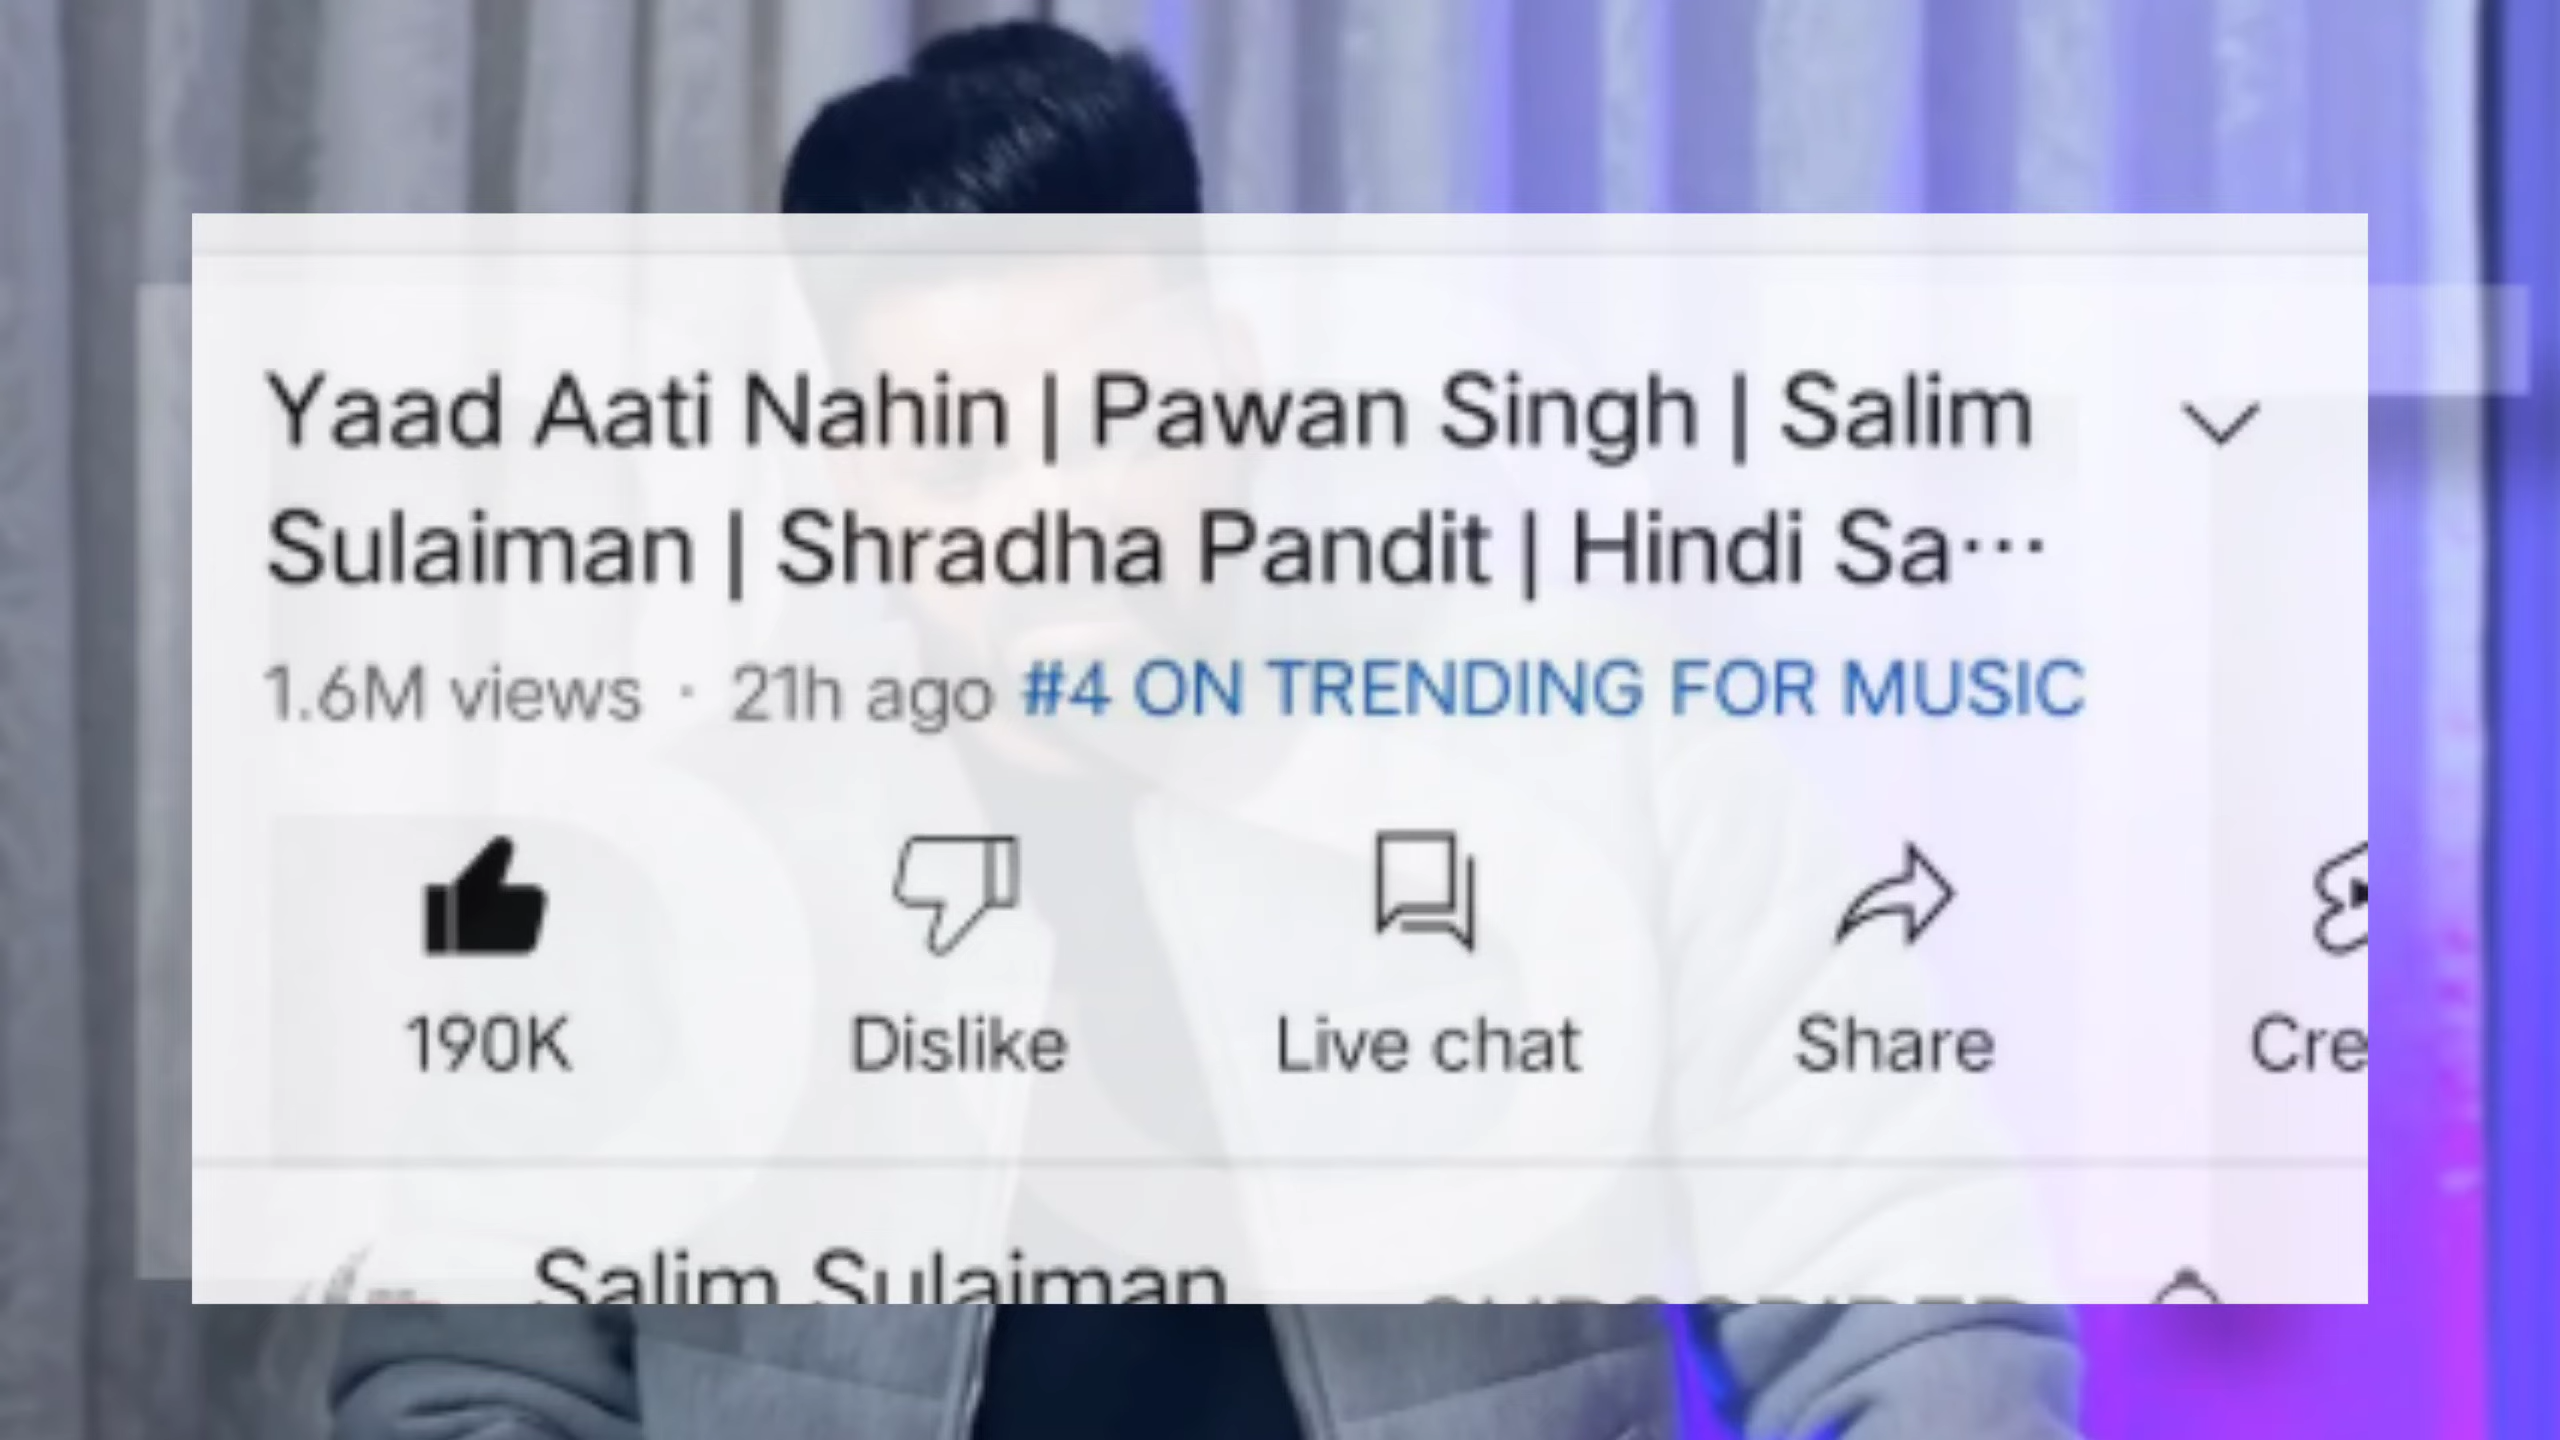 Yaad Aati Nahin | Pawan Singh | Salim
Sulaiman | Shradha Pandit | Hindi Sa...
1.6M views · 21h ago #4 ON TRENDING FOR MUSIC
190K Dislike Live chat Share Cre
Salim Sulaiman